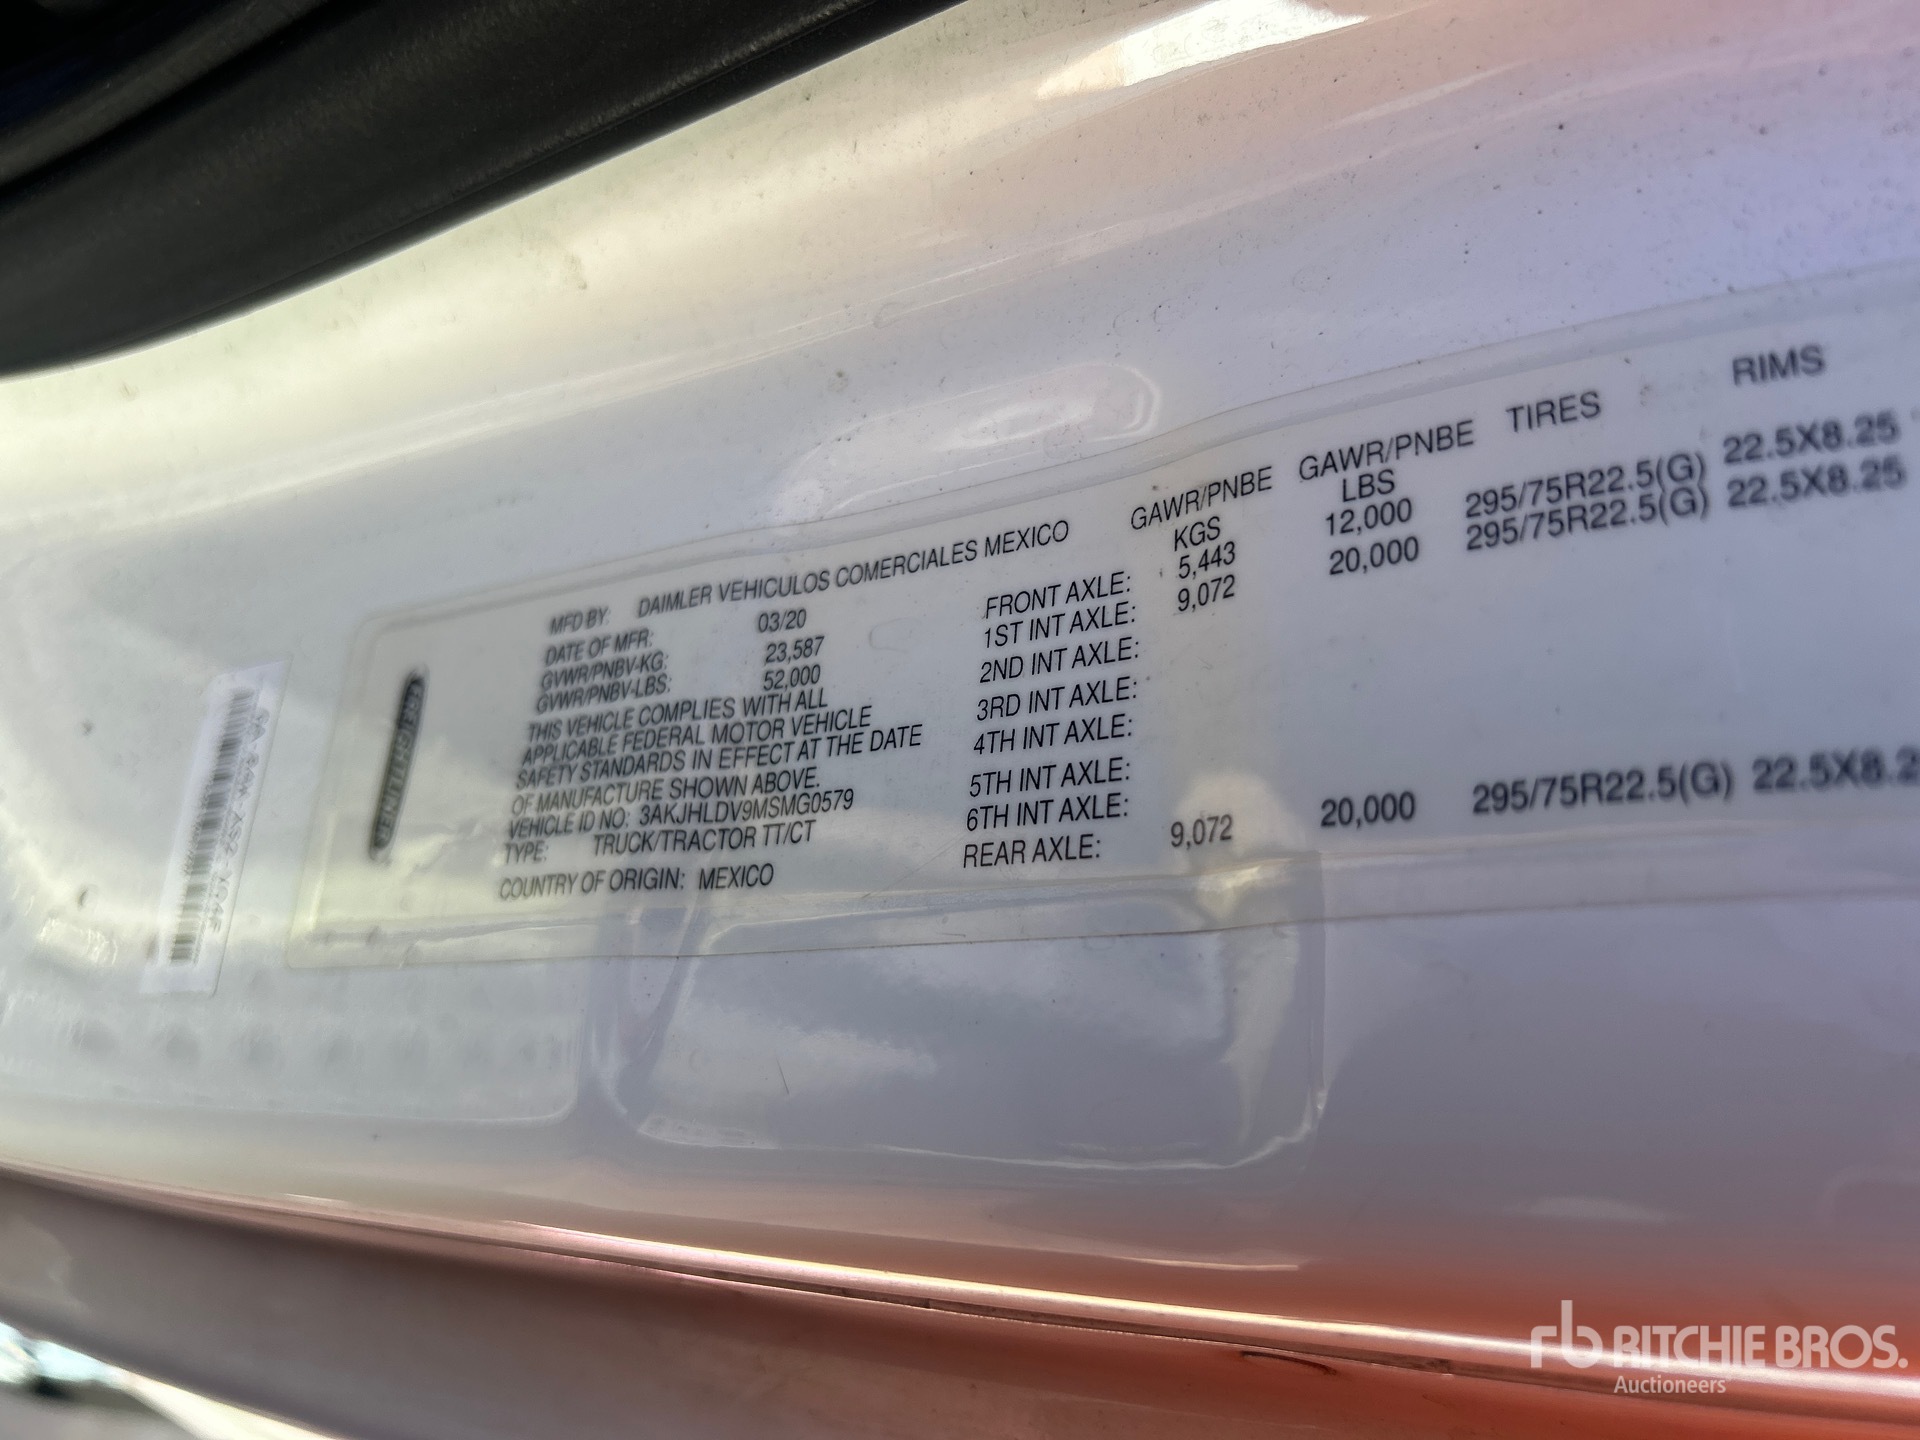 FREIGHTLINER
MFD BY: DAIMLER VEHICULOS COMERCIALES MEXICO
DATE OF MFR: 03/20
GVWR/PNBV-KG: 23,587
GVWR/PNBV-LBS: 52,000
THIS VEHICLE COMPLIES WITH ALL
APPLICABLE FEDERAL MOTOR VEHICLE
SAFETY STANDARDS IN EFFECT AT THE DATE
OF MANUFACTURE SHOWN ABOVE.
VEHICLE ID NO: 3AKJHLDV9MSMG0579
TYPE: TRUCK/TRACTOR TT/CT
COUNTRY OF ORIGIN: MEXICO
GAWR/PNBE GAWR/PNBE TIRES RIMS
KGS LBS
FRONT AXLE: 5,443 12,000 295/75R22.5(G) 22.5X8.25
1ST INT AXLE: 9,072 20,000 295/75R22.5(G) 22.5X8.25
2ND INT AXLE:
3RD INT AXLE:
4TH INT AXLE:
5TH INT AXLE:
6TH INT AXLE:
REAR AXLE: 9,072 20,000 295/75R22.5(G) 22.5X8.2
rb RITCHIE BROS.
Auctioneers